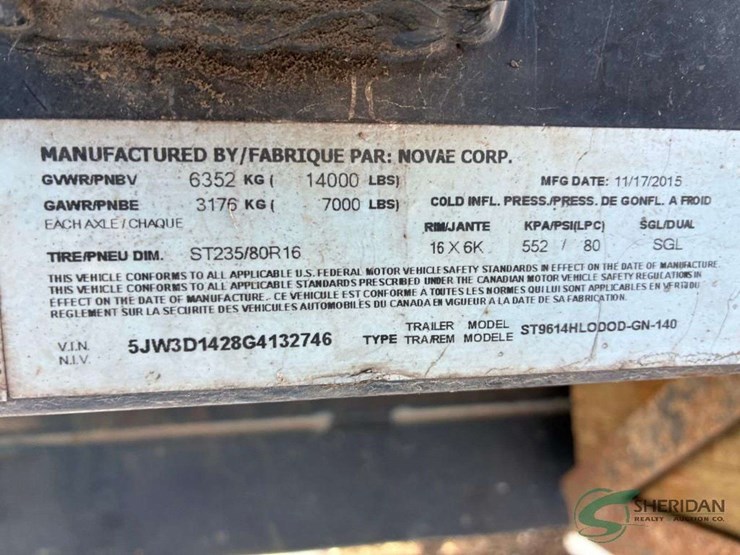 MANUFACTURED BY/FABRIQUE PAR: NOVAE CORP.
GVWR/PNBV 6352 KG ( 14000 LBS) MFG DATE: 11/17/2015
GAWR/PNBE 3176 KG ( 7000 LBS) COLD INFL. PRESS/PRESS. DE GONFL. A FROID
EACH AXLE / CHAQUE RIM/JANTE KPA/PSI(LPC) SGL/DUAL
TIRE/PNEU DIM. ST235/80R16 16 X 6K 552 / 80 SGL
THIS VEHICLE CONFORMS TO ALL APPLICABLE U.S. FEDERAL MOTOR VEHICLE SAFETY STANDARDS IN EFFECT ON THE DATE OF MANUFACTURE.
THIS VEHICLE CONFORMS TO ALL APPLICABLE STANDARDS PRESCRIBED UNDER THE CANADIAN MOTOR VEHICLE SAFETY REGULATIONS IN
EFFECT ON THE DATE OF MANUFACTURE. CE VEHICULE EST CONFORME A TOUTES LES NORMES QUI LUI SONT APPLICABLES EN VERTU DU
REGLEMENT SUR LA SECURITE DES VEHICULES AUTOMOBILES DU CANADA EN VIGUEUR A LA DATE DE SA FABRICATION.
V.I.N. 5JW3D1428G4132746 TRAILER MODEL ST9614HLODOD-GN-140
N.I.V. TYPE TRA/REM MODELE
SHERIDAN
REALTY & AUCTION CO.